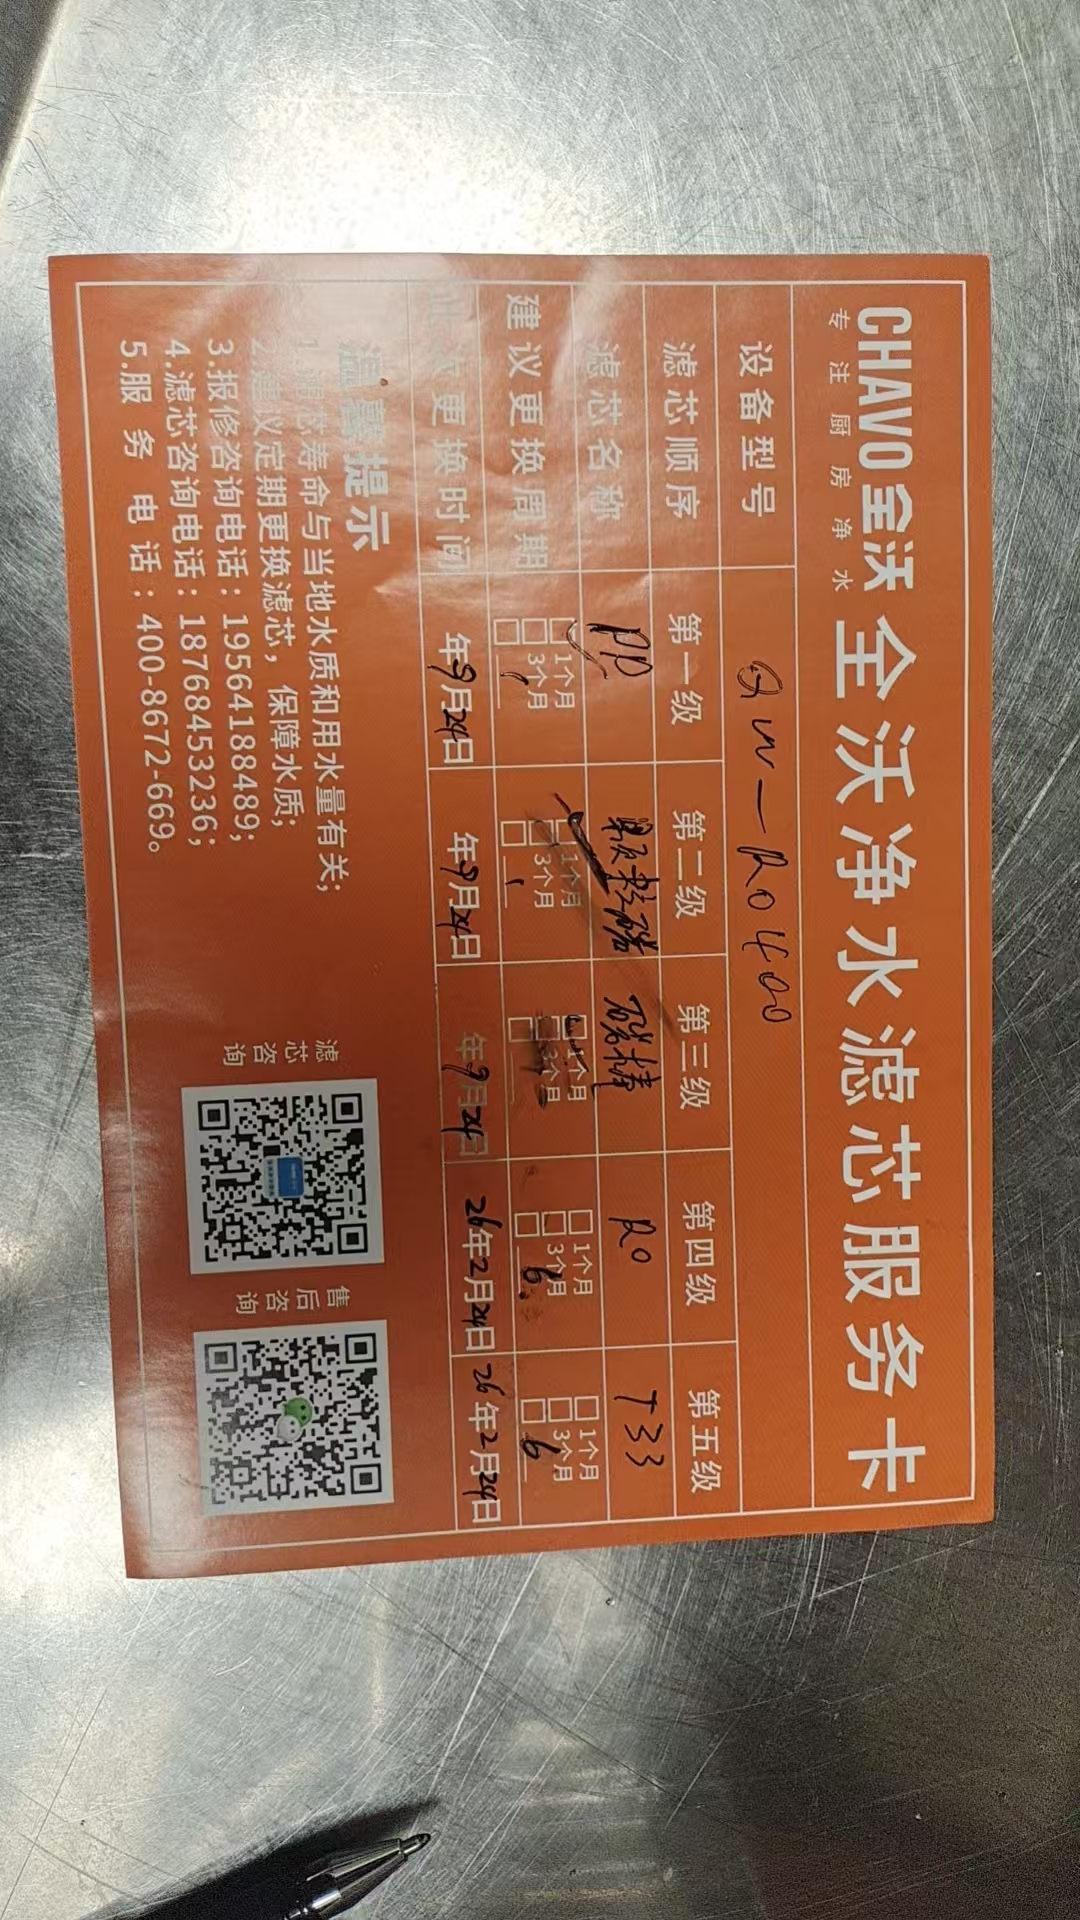 CHAVO全沃 全沃净水滤芯服务卡
专注厨房净水
设备型号 QW-RO400
滤芯顺序 第一级 第二级 第三级 第四级 第五级
滤芯名称 PP 颗粒碳 碳棒 RO T33
建议更换周期 □1个月 □3个月 □ □1个月 □3个月 □ □1个月 □3个月 □ □1个月 □3个月 □6 □1个月 □3个月 □6
更换时间 年9月24日 年9月24日 年9月24日 26年2月24日 26年2月24日
温馨提示
1.滤芯寿命与当地水质和用水量有关;
2.建议定期更换滤芯,保障水质;
3.报修咨询电话:19564188489;
4.滤芯咨询电话:18768453236;
5.服务电话:400-8672-669。
滤芯咨询
售后咨询